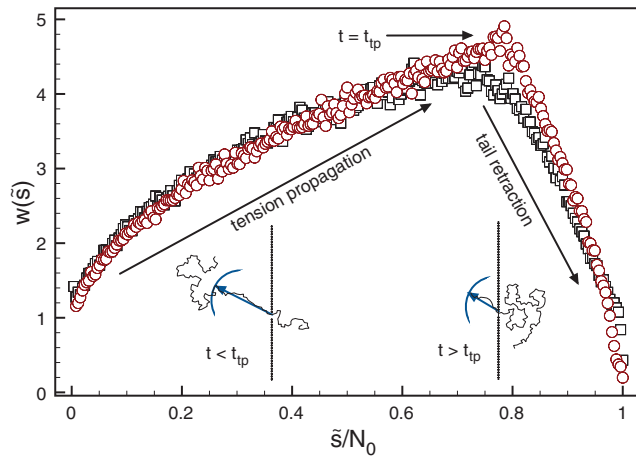 5
4
3
2
1
0
w(s̃)
t = t_tp
tension propagation
tail retraction
t < t_tp
t > t_tp
0
0.2
0.4
0.6
0.8
1
s̃/N₀